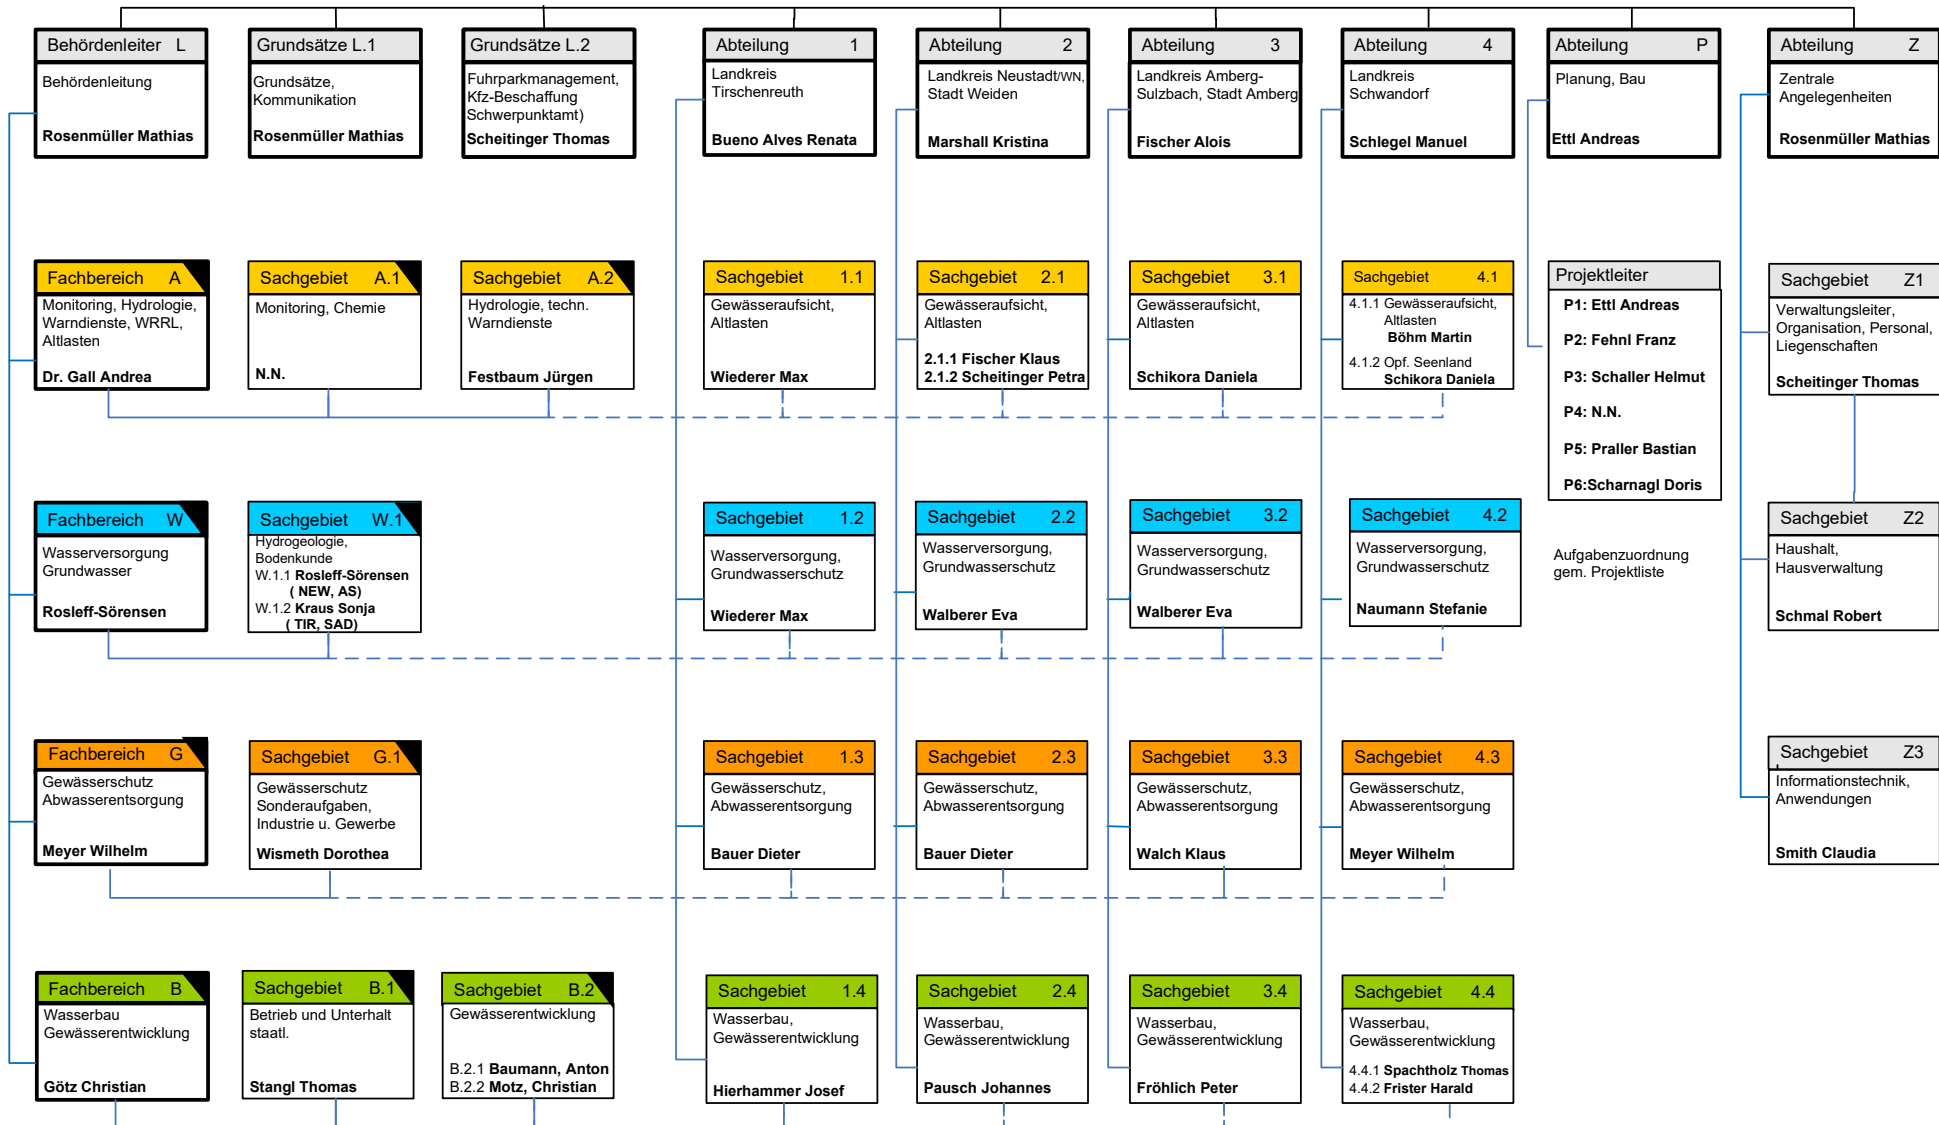 Behördenleiter L
Behördenleitung
Rosenmüller Mathias
Grundsätze L.1
Grundsätze,
Kommunikation
Rosenmüller Mathias
Grundsätze L.2
Fuhrparkmanagement,
Kfz-Beschaffung
Schwerpunktamt)
Scheitinger Thomas
Abteilung 1
Landkreis
Tirschenreuth
Bueno Alves Renata
Abteilung 2
Landkreis Neustadt/WN,
Stadt Weiden
Marshall Kristina
Abteilung 3
Landkreis Amberg-
Sulzbach, Stadt Amberg
Fischer Alois
Abteilung 4
Landkreis
Schwandorf
Schlegel Manuel
Abteilung P
Planung, Bau
Ettl Andreas
Abteilung Z
Zentrale
Angelegenheiten
Rosenmüller Mathias
Fachbereich A
Monitoring, Hydrologie,
Warndienste, WRRL,
Altlasten
Dr. Gall Andrea
Sachgebiet A.1
Monitoring, Chemie
N.N.
Sachgebiet A.2
Hydrologie, techn.
Warndienste
Festbaum Jürgen
Sachgebiet 1.1
Gewässeraufsicht,
Altlasten
Wiederer Max
Sachgebiet 2.1
Gewässeraufsicht,
Altlasten
2.1.1 Fischer Klaus
2.1.2 Scheitinger Petra
Sachgebiet 3.1
Gewässeraufsicht,
Altlasten
Schikora Daniela
Sachgebiet 4.1
4.1.1 Gewässeraufsicht,
Altlasten
Böhm Martin
4.1.2 Opf. Seenland
Schikora Daniela
Projektleiter
P1: Ettl Andreas
P2: Fehnl Franz
P3: Schaller Helmut
P4: N.N.
P5: Praller Bastian
P6:Scharnagl Doris
Aufgabenzuordnung
gem. Projektliste
Sachgebiet Z1
Verwaltungsleiter,
Organisation, Personal,
Liegenschaften
Scheitinger Thomas
Fachbereich W
Wasserversorgung
Grundwasser
Rosleff-Sörensen
Sachgebiet W.1
Hydrogeologie,
Bodenkunde
W.1.1 Rosleff-Sörensen
( NEW, AS)
W.1.2 Kraus Sonja
( TIR, SAD)
Sachgebiet 1.2
Wasserversorgung,
Grundwasserschutz
Wiederer Max
Sachgebiet 2.2
Wasserversorgung,
Grundwasserschutz
Walberer Eva
Sachgebiet 3.2
Wasserversorgung,
Grundwasserschutz
Walberer Eva
Sachgebiet 4.2
Wasserversorgung,
Grundwasserschutz
Naumann Stefanie
Sachgebiet Z2
Haushalt,
Hausverwaltung
Schmal Robert
Fachbereich G
Gewässerschutz
Abwasserentsorgung
Meyer Wilhelm
Sachgebiet G.1
Gewässerschutz
Sonderaufgaben,
Industrie u. Gewerbe
Wismeth Dorothea
Sachgebiet 1.3
Gewässerschutz,
Abwasserentsorgung
Bauer Dieter
Sachgebiet 2.3
Gewässerschutz,
Abwasserentsorgung
Bauer Dieter
Sachgebiet 3.3
Gewässerschutz,
Abwasserentsorgung
Walch Klaus
Sachgebiet 4.3
Gewässerschutz,
Abwasserentsorgung
Meyer Wilhelm
Sachgebiet Z3
Informationstechnik,
Anwendungen
Smith Claudia
Fachbereich B
Wasserbau
Gewässerentwicklung
Götz Christian
Sachgebiet B.1
Betrieb und Unterhalt
staatl.
Stangl Thomas
Sachgebiet B.2
Gewässerentwicklung
B.2.1 Baumann, Anton
B.2.2 Motz, Christian
Sachgebiet 1.4
Wasserbau,
Gewässerentwicklung
Hierhammer Josef
Sachgebiet 2.4
Wasserbau,
Gewässerentwicklung
Pausch Johannes
Sachgebiet 3.4
Wasserbau,
Gewässerentwicklung
Fröhlich Peter
Sachgebiet 4.4
Wasserbau,
Gewässerentwicklung
4.4.1 Spachtholz Thomas
4.4.2 Frister Harald